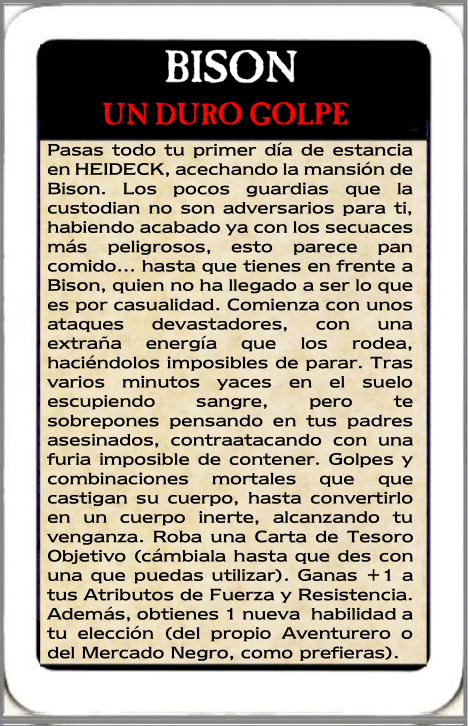 BISON
UN DURO GOLPE
Pasas todo tu primer día de estancia
en HEIDECK, acechando la mansión de
Bison. Los pocos guardias que la
custodian no son adversarios para ti,
habiendo acabado ya con los secuaces
más peligrosos, esto parece pan
comido... hasta que tienes en frente a
Bison, quien no ha llegado a ser lo que
es por casualidad. Comienza con unos
ataques devastadores, con una
extraña energía que los rodea,
haciéndolos imposibles de parar. Tras
varios minutos yaces en el suelo
escupiendo sangre, pero te
sobrepones pensando en tus padres
asesinados, contraatacando con una
furia imposible de contener. Golpes y
combinaciones mortales que que
castigan su cuerpo, hasta convertirlo
en un cuerpo inerte, alcanzando tu
venganza. Roba una Carta de Tesoro
Objetivo (cámbiala hasta que des con
una que puedas utilizar). Ganas +1 a
tus Atributos de Fuerza y Resistencia.
Además, obtienes 1 nueva habilidad a
tu elección (del propio Aventurero o
del Mercado Negro, como prefieras).